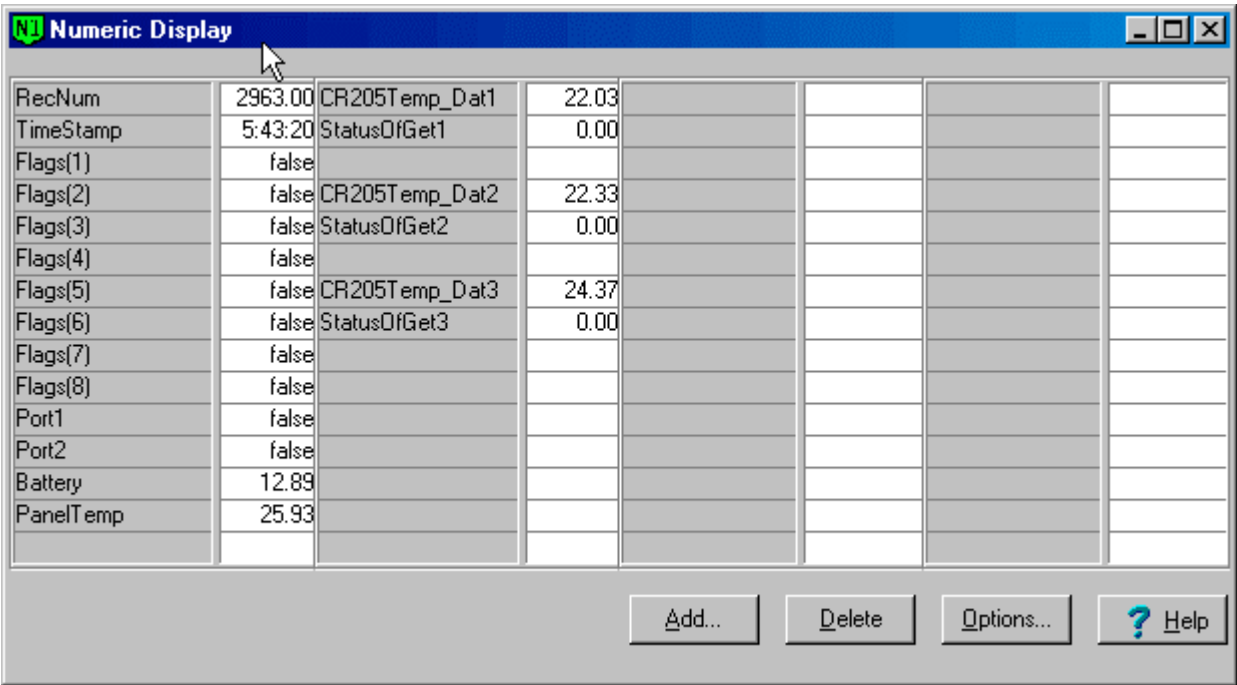 N1 Numeric Display
RecNum 2963.00 CR205Temp_Dat1 22.03
TimeStamp 5:43:20 StatusOfGet1 0.00
Flags(1) false
Flags(2) false CR205Temp_Dat2 22.33
Flags(3) false StatusOfGet2 0.00
Flags(4) false
Flags(5) false CR205Temp_Dat3 24.37
Flags(6) false StatusOfGet3 0.00
Flags(7) false
Flags(8) false
Port1 false
Port2 false
Battery 12.89
PanelTemp 25.93
Add... Delete Options... ? Help